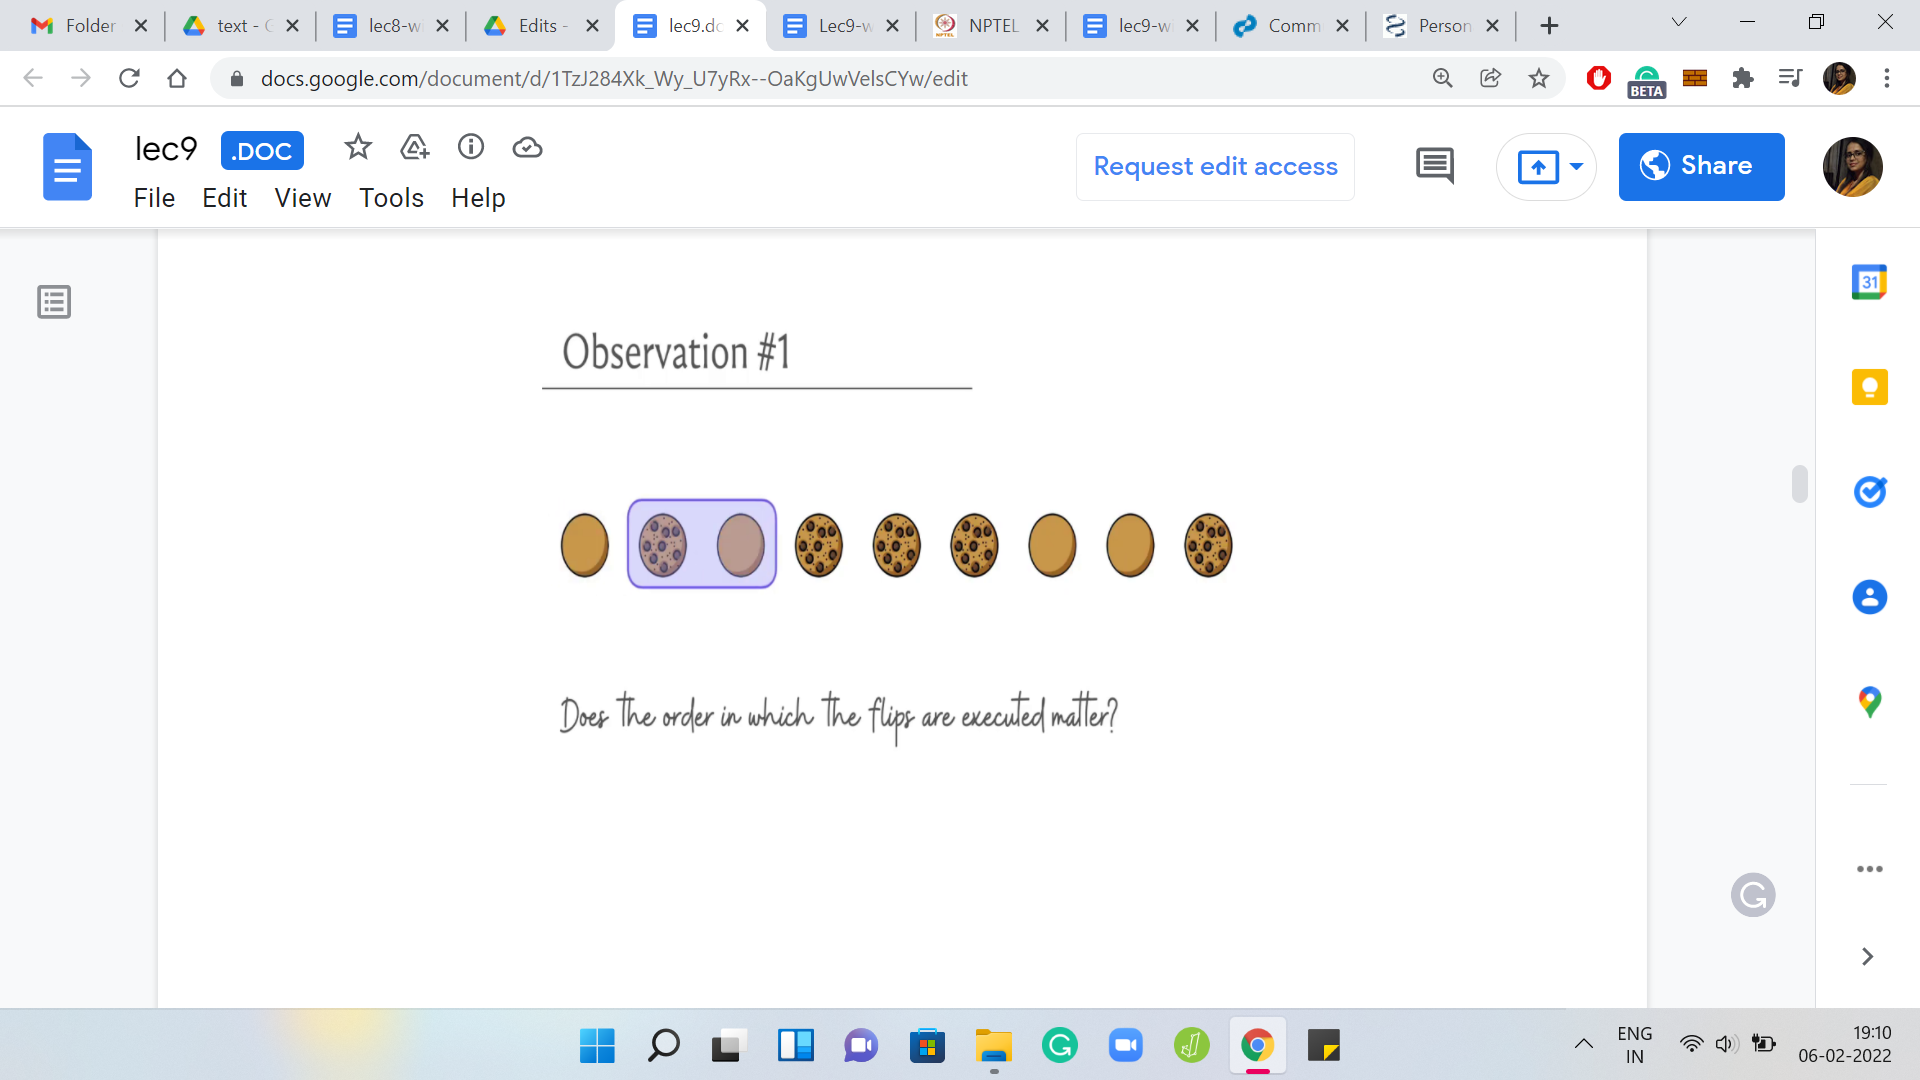 Folder
text - G
lec8-w
Edits -
lec9.dc
Lec9-w
NPTEL
lec9-w
Comm
Person
docs.google.com/document/d/1TzJ284Xk_Wy_U7yRx--OaKgUwVelsCYw/edit
BETA
lec9 .DOC
Request edit access
Share
File Edit View Tools Help
31
Observation #1
Does the order in which the flips are executed matter?
ENG
IN
19:10
06-02-2022